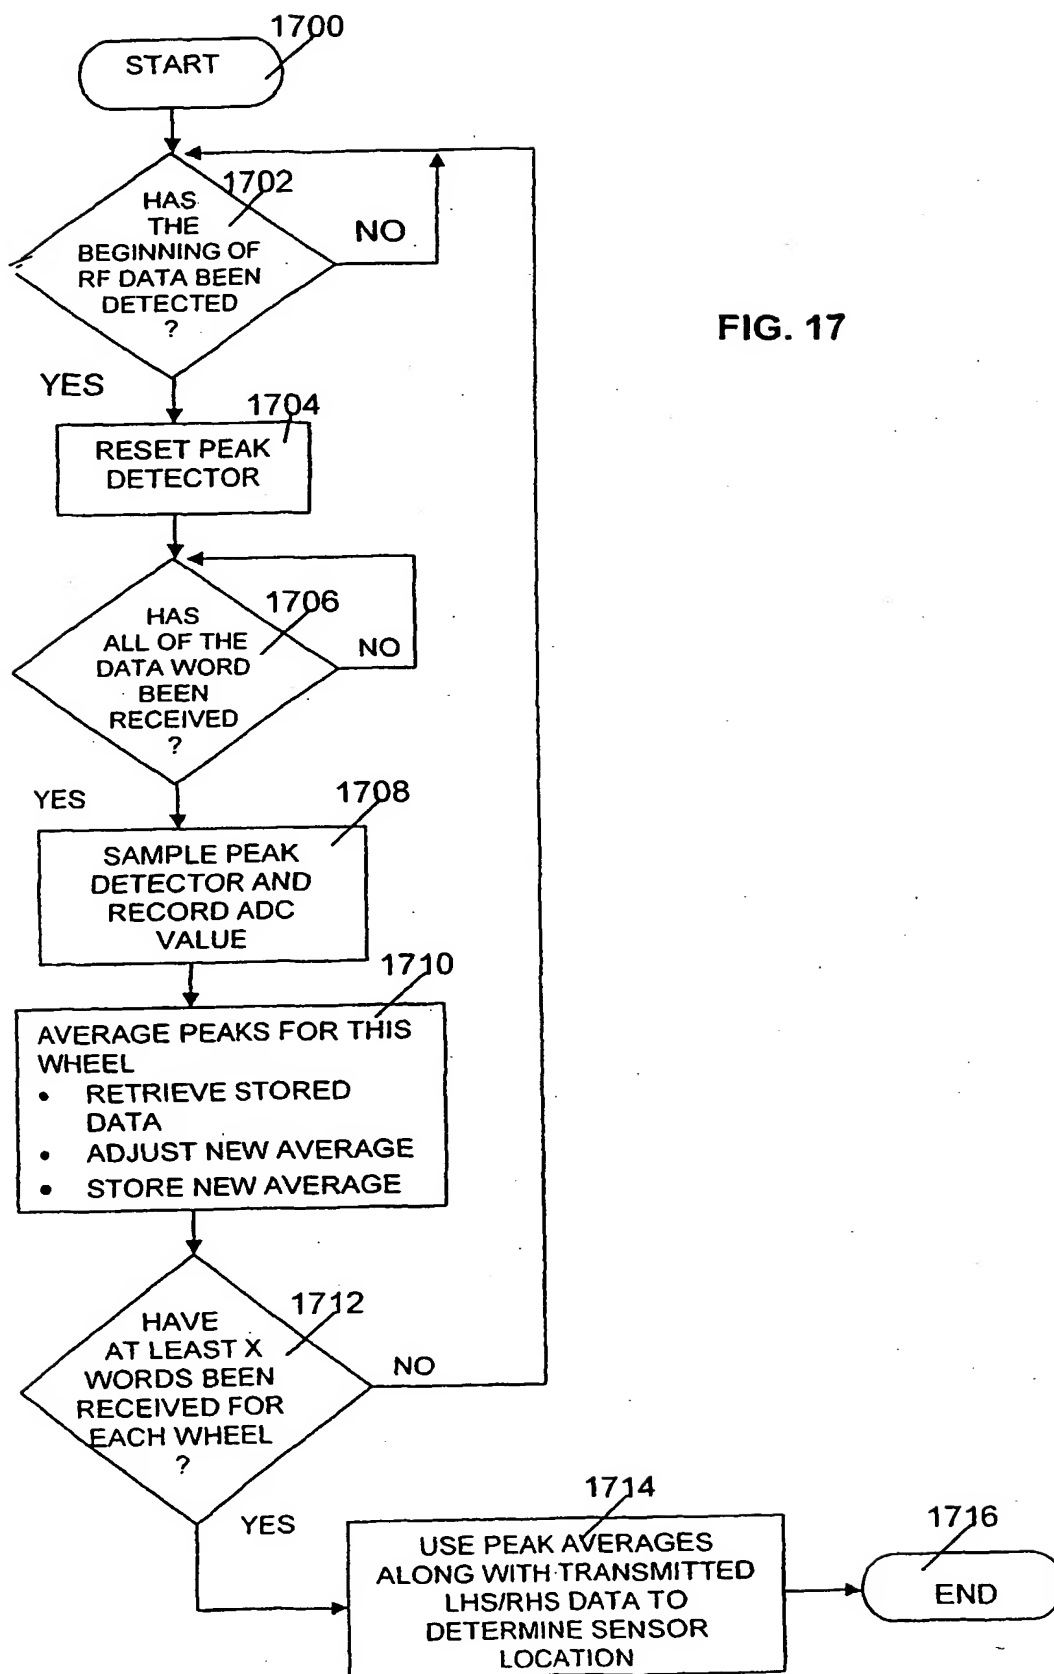 1700
START
1702
HAS
THE
BEGINNING OF
RF DATA BEEN
DETECTED
?
NO
FIG. 17
YES
1704
RESET PEAK
DETECTOR
1706
HAS
ALL OF THE
DATA WORD
BEEN
RECEIVED
?
NO
YES
1708
SAMPLE PEAK
DETECTOR AND
RECORD ADC
VALUE
1710
AVERAGE PEAKS FOR THIS
WHEEL
• RETRIEVE STORED
DATA
• ADJUST NEW AVERAGE
• STORE NEW AVERAGE
1712
HAVE
AT LEAST X
WORDS BEEN
RECEIVED FOR
EACH WHEEL
?
NO
YES
1714
USE PEAK AVERAGES
ALONG WITH TRANSMITTED
LHS/RHS DATA TO
DETERMINE SENSOR
LOCATION
1716
END